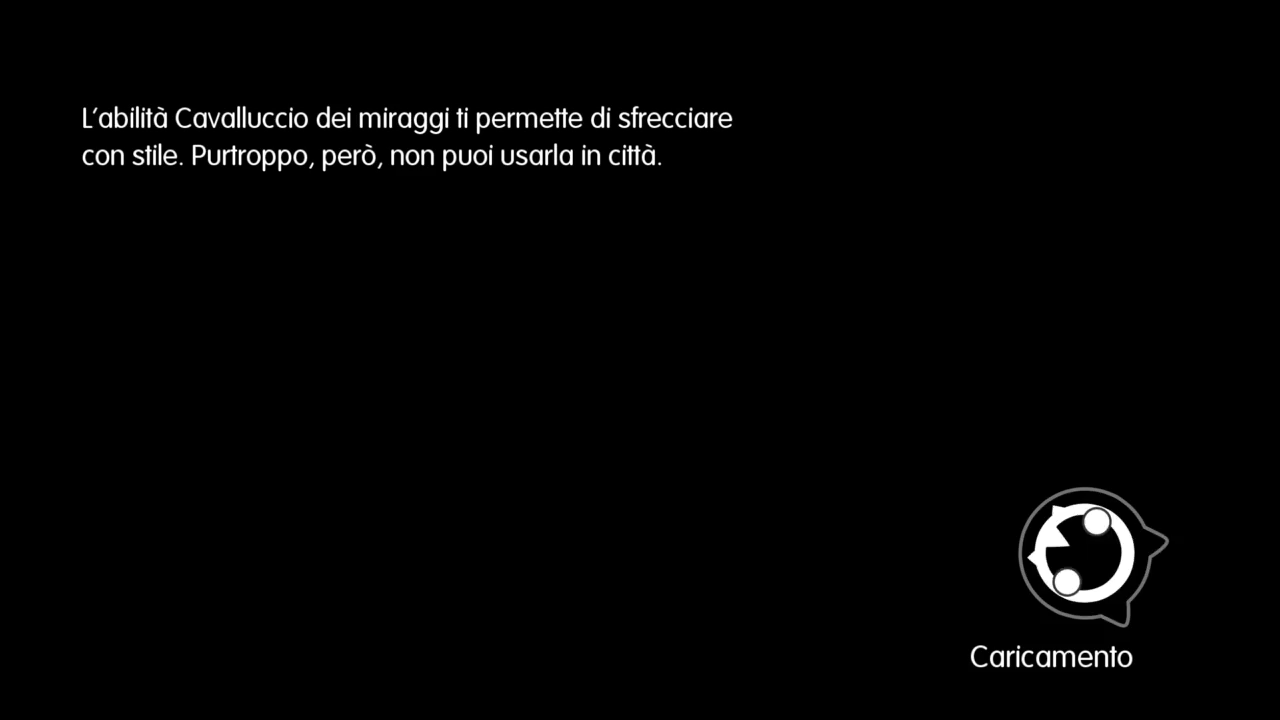 L'abilità Cavalluccio dei miraggi ti permette di sfrecciare
con stile. Purtroppo, però, non puoi usarla in città.
Caricamento